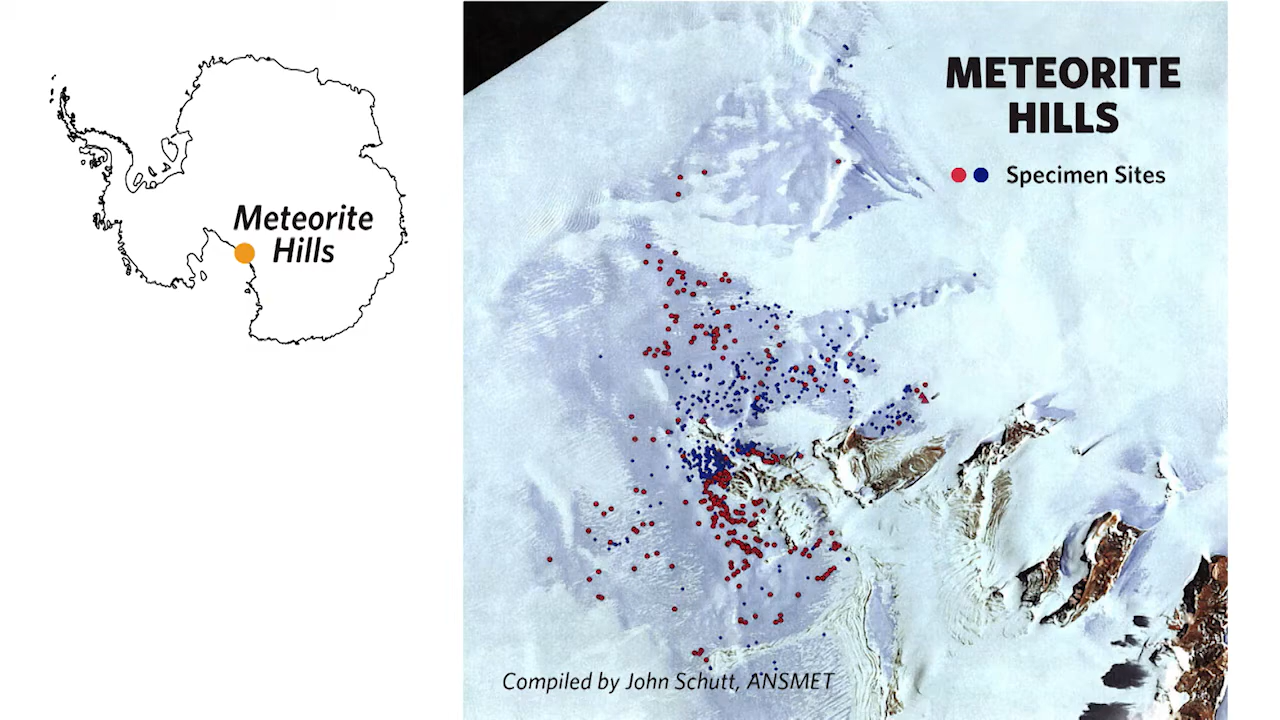 Meteorite
Hills
METEORITE
HILLS
Specimen Sites
Compiled by John Schutt, ANSMET